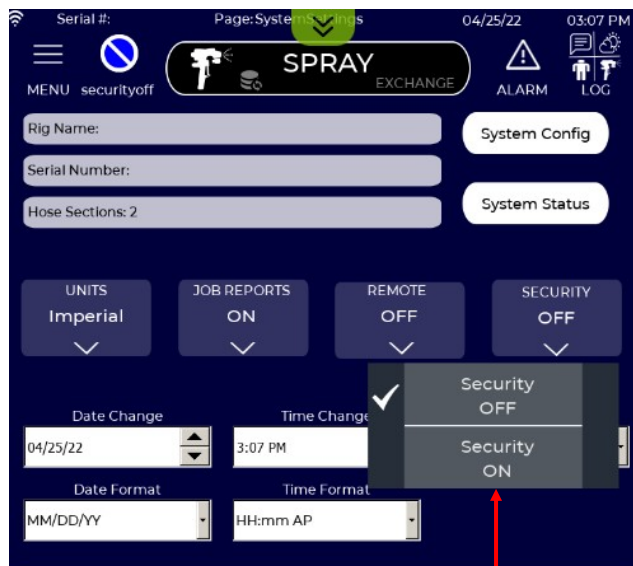 Serial #:
Page:SystemSettings
04/25/22
03:07 PM
MENU
securityoff
SPRAY
EXCHANGE
ALARM
LOG
Rig Name:
System Config
Serial Number:
Hose Sections: 2
System Status
UNITS
Imperial
JOB REPORTS
ON
REMOTE
OFF
SECURITY
OFF
Security
OFF
Security
ON
Date Change
04/25/22
Time Change
3:07 PM
Date Format
MM/DD/YY
Time Format
HH:mm AP